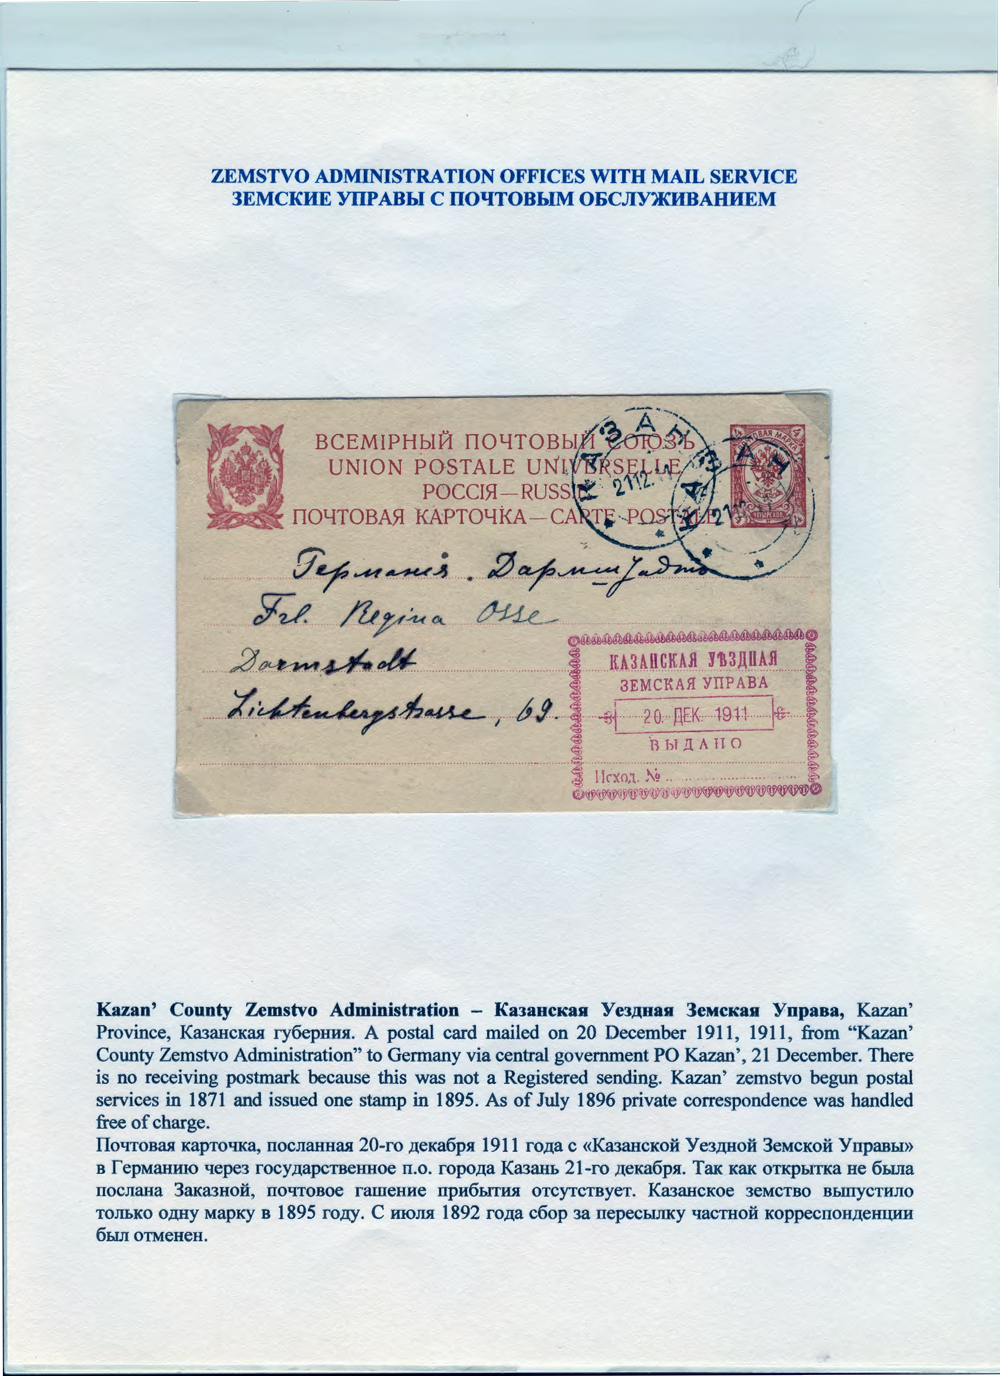 ZEMSTVO ADMINISTRATION OFFICES WITH MAIL SERVICE
ЗЕМСКИЕ УПРАВЫ С ПОЧТОВЫМ ОБСЛУЖИВАНИЕМ
ВСЕМІРНЫЙ ПОЧТОВЫЙ СОЮЗЪ
UNION POSTALE UNIVERSELLE
РОССІЯ — RUSSIE
ПОЧТОВАЯ КАРТОЧКА — CARTE POSTALE
КАЗАНЬ
21 12. 11
КАЗАН
21 12
4 4
ПОЧТОВАЯ МАРКА
Германія. Дармштадтъ
Frl. Regina Osse
Darmstadt
Lichtenbergstrasse, 69.
КАЗАНСКАЯ УѢЗДНАЯ
ЗЕМСКАЯ УПРАВА
20. ДЕК. 1911
ВЫДАНО
Исход. №
Kazan’ County Zemstvo Administration – Казанская Уездная Земская Управа, Kazan’
Province, Казанская губерния. A postal card mailed on 20 December 1911, 1911, from “Kazan’
County Zemstvo Administration” to Germany via central government PO Kazan’, 21 December. There
is no receiving postmark because this was not a Registered sending. Kazan’ zemstvo begun postal
services in 1871 and issued one stamp in 1895. As of July 1896 private correspondence was handled
free of charge.
Почтовая карточка, посланная 20-го декабря 1911 года с «Казанской Уездной Земской Управы»
в Германию через государственное п.о. города Казань 21-го декабря. Так как открытка не была
послана Заказной, почтовое гашение прибытия отсутствует. Казанское земство выпустило
только одну марку в 1895 году. С июля 1892 года сбор за пересылку частной корреспонденции
был отменен.